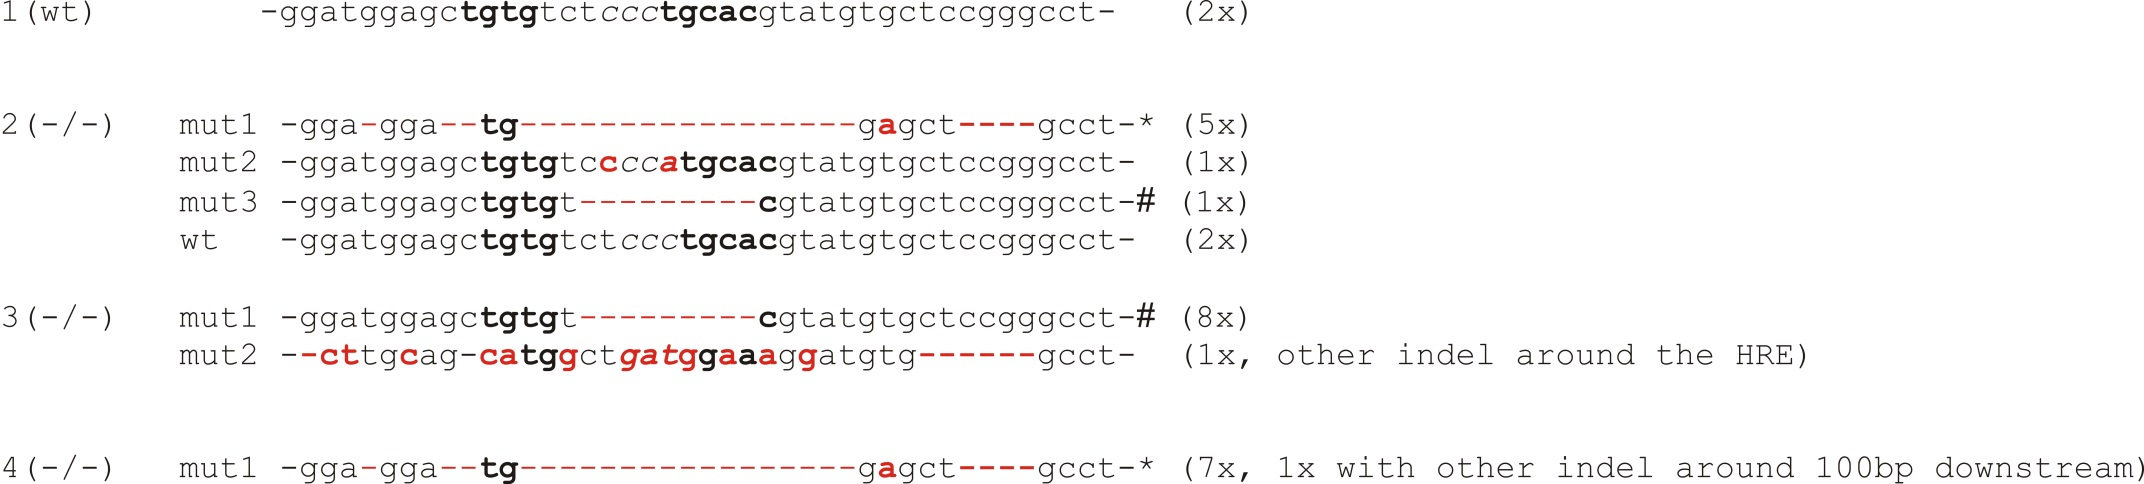 1(wt) -ggatggagctgtgtctccctgcacgtatgtgctccgggcct- (2x)
2(-/-) mut1 -gga-gga--tg-----------------gagct----gcct-* (5x)
mut2 -ggatggagctgtgtccccatgcacgtatgtgctccgggcct- (1x)
mut3 -ggatggagctgtgt---------cgtatgtgctccgggcct-# (1x)
wt -ggatggagctgtgtctccctgcacgtatgtgctccgggcct- (2x)
3(-/-) mut1 -ggatggagctgtgt---------cgtatgtgctccgggcct-# (8x)
mut2 --cttgcag-catggctgatggaaaggatgtg------gcct- (1x, other indel around the HRE)
4(-/-) mut1 -gga-gga--tg-----------------gagct----gcct-* (7x, 1x with other indel around 100bp downstream)